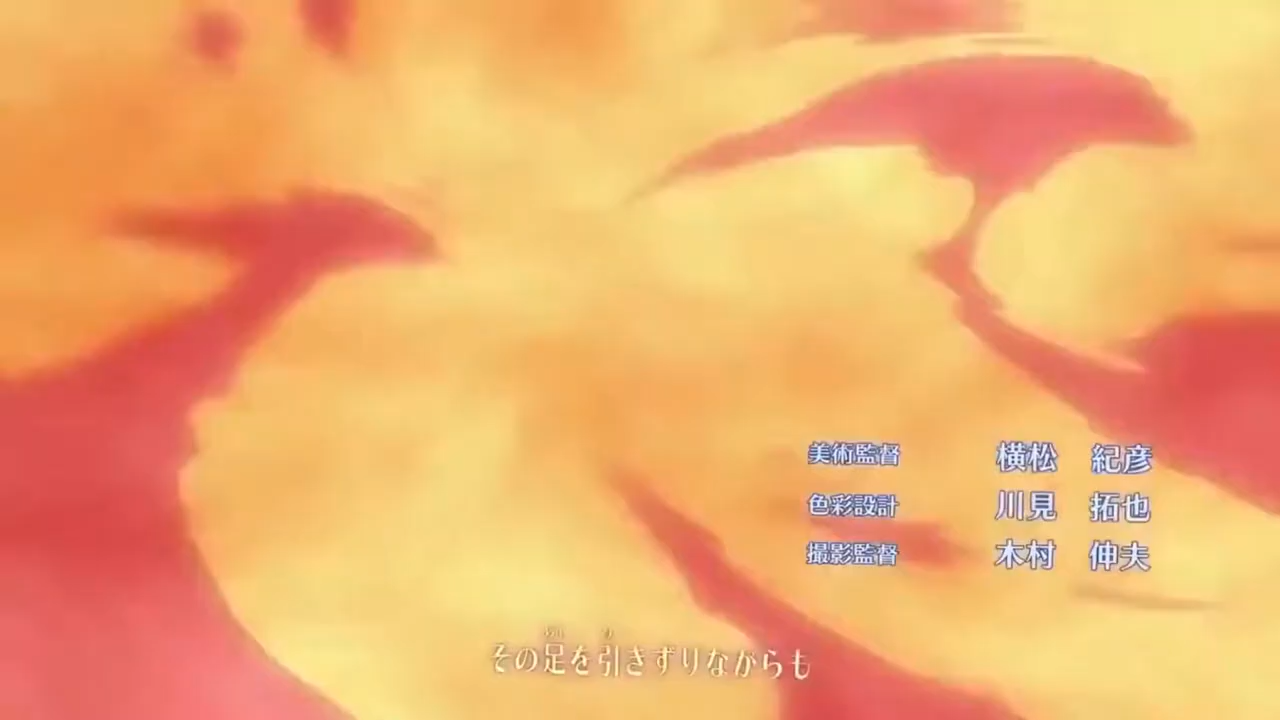 美術監督 横松 紀彦
色彩設計 川見 拓也
撮影監督 木村 伸夫
その足を引きずりながらも